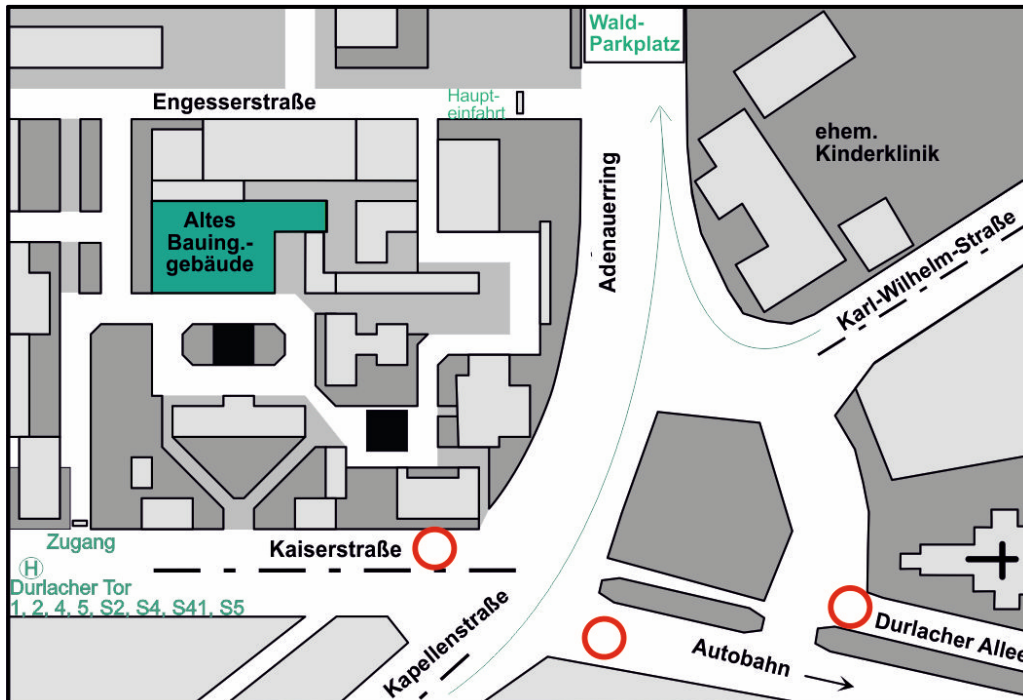 Wald-
Parkplatz
Engesserstraße
Haupt-
einfahrt
ehem.
Kinderklinik
Adenauerring
Altes
Bauing.-
gebäude
Karl-Wilhelm-Straße
Zugang
Kaiserstraße
H
Durlacher Tor
1, 2, 4, 5, S2, S4, S41, S5
Kapellenstraße
Autobahn
Durlacher Allee